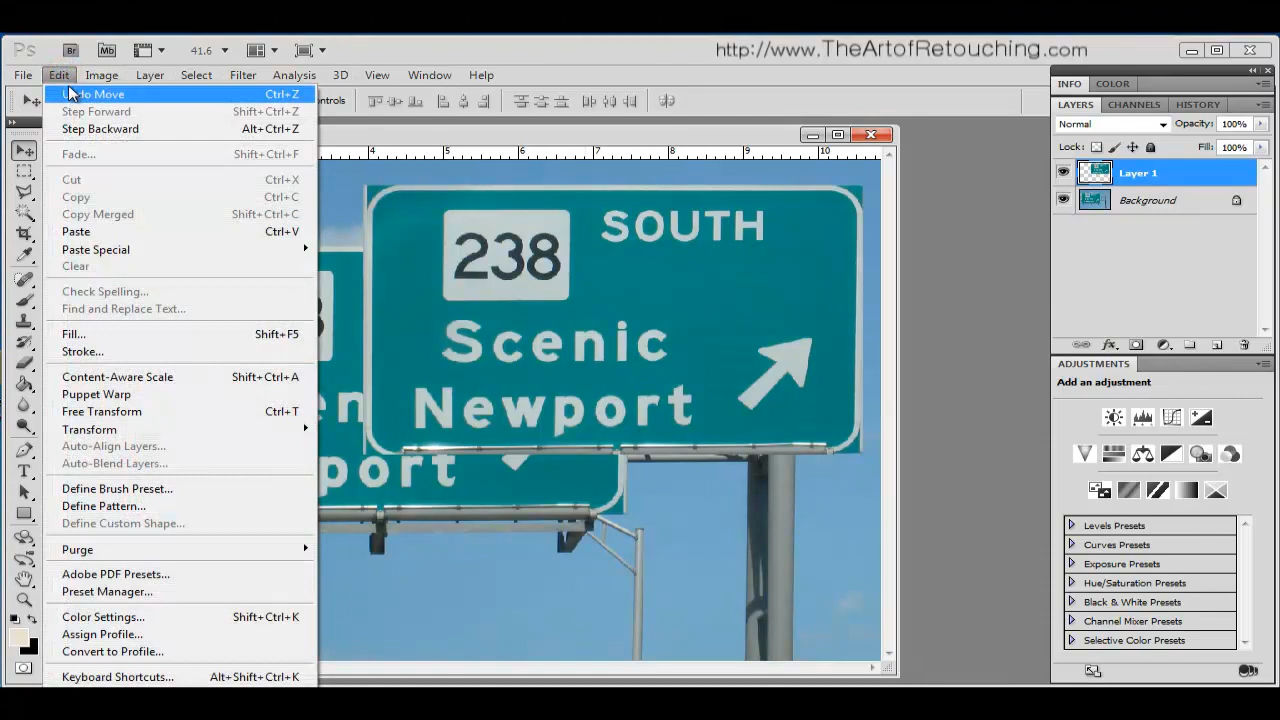 Ps Br Mb 41.6 http://www.TheArtofRetouching.com
File Edit Image Layer Select Filter Analysis 3D View Window Help
Undo Move Ctrl+Z
Step Forward Shift+Ctrl+Z
Step Backward Alt+Ctrl+Z
Fade... Shift+Ctrl+F
Cut Ctrl+X
Copy Ctrl+C
Copy Merged Shift+Ctrl+C
Paste Ctrl+V
Paste Special
Clear
Check Spelling...
Find and Replace Text...
Fill... Shift+F5
Stroke...
Content-Aware Scale Shift+Ctrl+A
Puppet Warp
Free Transform Ctrl+T
Transform
Auto-Align Layers...
Auto-Blend Layers...
Define Brush Preset...
Define Pattern...
Define Custom Shape...
Purge
Adobe PDF Presets...
Preset Manager...
Color Settings... Shift+Ctrl+K
Assign Profile...
Convert to Profile...
Keyboard Shortcuts... Alt+Shift+Ctrl+K
ntrols
4 5 6 7 8 9 10
238 SOUTH
Scenic
Newport
en
port
INFO COLOR
LAYERS CHANNELS HISTORY
Normal Opacity: 100%
Lock: Fill: 100%
Layer 1
Background
ADJUSTMENTS
Add an adjustment
Levels Presets
Curves Presets
Exposure Presets
Hue/Saturation Presets
Black & White Presets
Channel Mixer Presets
Selective Color Presets